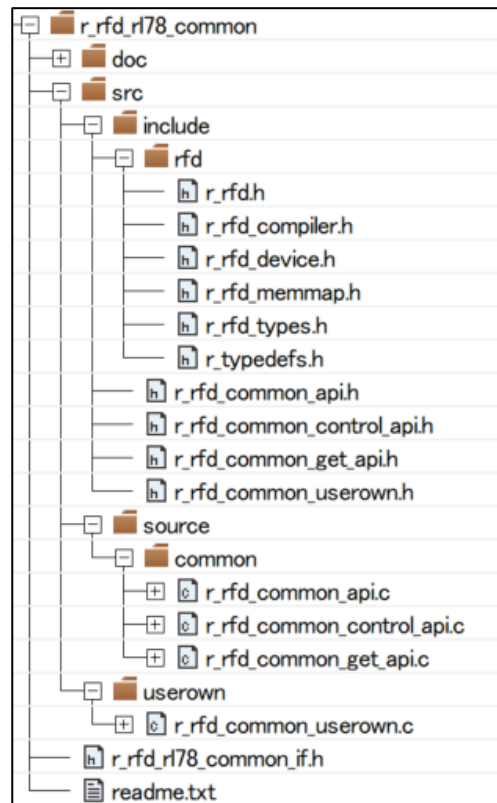 r_rfd_rl78_common
doc
src
include
rfd
r_rfd.h
r_rfd_compiler.h
r_rfd_device.h
r_rfd_memmap.h
r_rfd_types.h
r_typedefs.h
r_rfd_common_api.h
r_rfd_common_control_api.h
r_rfd_common_get_api.h
r_rfd_common_userown.h
source
common
r_rfd_common_api.c
r_rfd_common_control_api.c
r_rfd_common_get_api.c
userown
r_rfd_common_userown.c
r_rfd_rl78_common_if.h
readme.txt